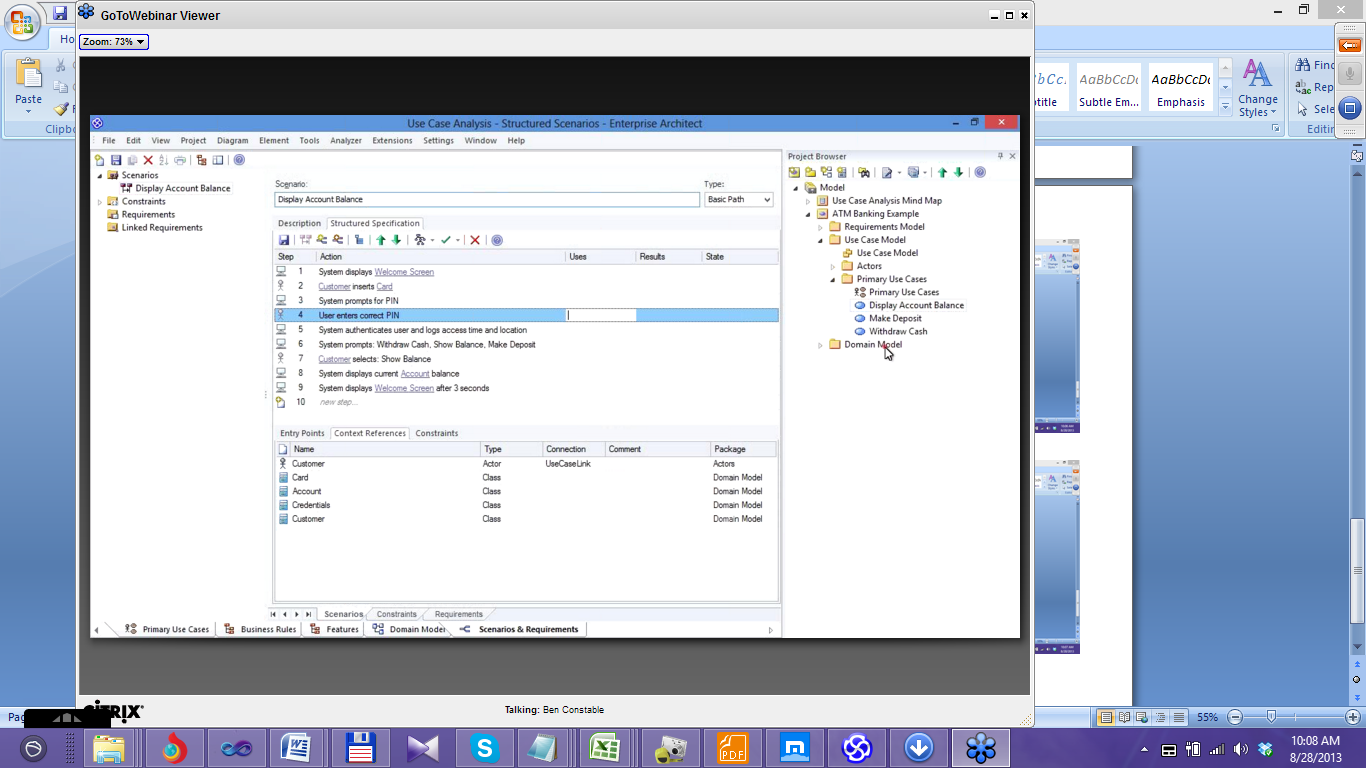 GoToWebinar Viewer
Zoom: 73%
Ho
Paste
Clipbo
Use Case Analysis - Structured Scenarios - Enterprise Architect
File Edit View Project Diagram Element Tools Analyzer Extensions Settings Window Help
Scenarios
Display Account Balance
Constraints
Requirements
Linked Requirements
Scenario:
Type:
Display Account Balance
Basic Path
Description Structured Specification
Step Action Uses Results State
1 System displays Welcome Screen
2 Customer inserts Card
3 System prompts for PIN
4 User enters correct PIN
5 System authenticates user and logs access time and location
6 System prompts: Withdraw Cash, Show Balance, Make Deposit
7 Customer selects: Show Balance
8 System displays current Account balance
9 System displays Welcome Screen after 3 seconds
10 new step...
Entry Points Context References Constraints
Name Type Connection Comment Package
Customer Actor UseCaseLink Actors
Card Class Domain Model
Account Class Domain Model
Credentials Class Domain Model
Customer Class Domain Model
Scenarios Constraints Requirements
Primary Use Cases Business Rules Features Domain Model Scenarios & Requirements
Project Browser
Model
Use Case Analysis Mind Map
ATM Banking Example
Requirements Model
Use Case Model
Use Case Model
Actors
Primary Use Cases
Primary Use Cases
Display Account Balance
Make Deposit
Withdraw Cash
Domain Model
AaBbCcDc AaBbCcDc
Subtle Em... Emphasis
Change
Styles
Find
Rep
Sele
Editin
CITRIX
Talking: Ben Constable
Pag
55%
PDF
10:08 AM
8/28/2013